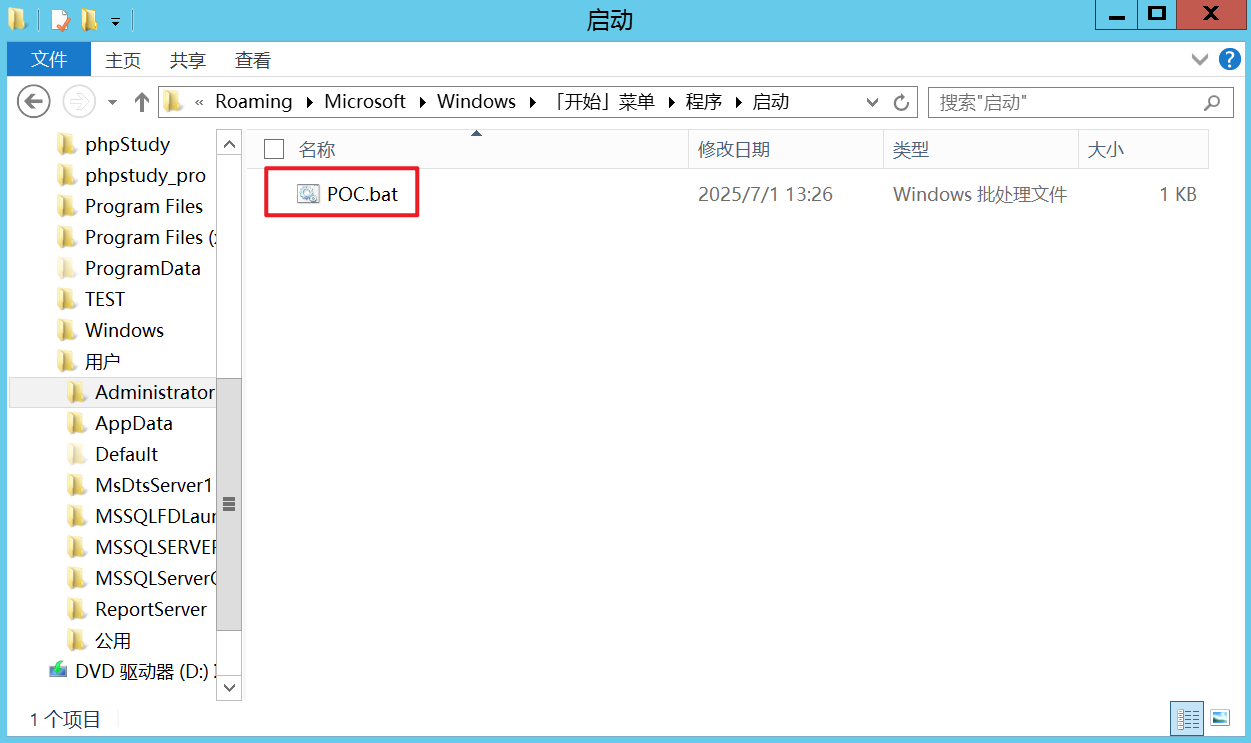 启动
文件 主页 共享 查看
« Roaming Microsoft Windows 「开始」菜单 程序 启动 搜索"启动"
phpStudy
phpstudy_pro
Program Files
Program Files (
ProgramData
TEST
Windows
用户
Administrator
AppData
Default
MsDtsServer1
MSSQLFDLaun
MSSQLSERVER
MSSQLServer
ReportServer
公用
DVD 驱动器 (D:)
名称 修改日期 类型 大小
POC.bat 2025/7/1 13:26 Windows 批处理文件 1 KB
1 个项目